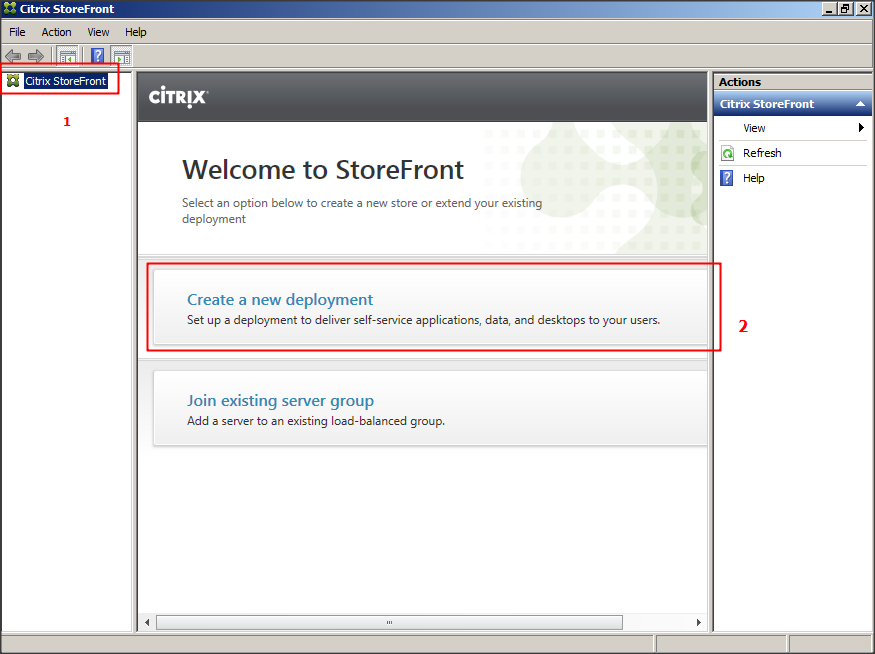 Citrix StoreFront
File Action View Help
Citrix StoreFront
1
CITRIX
Welcome to StoreFront
Select an option below to create a new store or extend your existing
deployment
Create a new deployment
Set up a deployment to deliver self-service applications, data, and desktops to your users.
2
Join existing server group
Add a server to an existing load-balanced group.
Actions
Citrix StoreFront
View
Refresh
Help